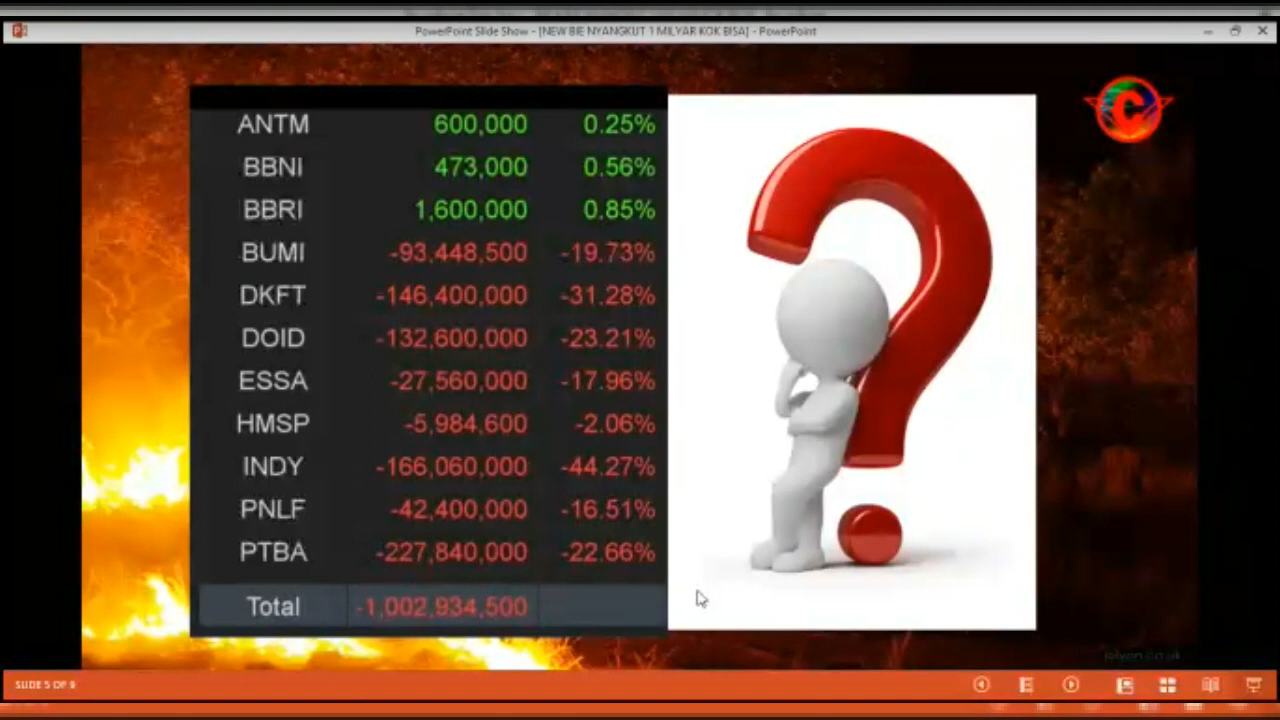 PowerPoint Slide Show - [NEW BIE NYANGKUT 1 MILYAR KOK BISA] - PowerPoint
ANTM 600,000 0.25%
BBNI 473,000 0.56%
BBRI 1,600,000 0.85%
BUMI -93,448,500 -19.73%
DKFT -146,400,000 -31.28%
DOID -132,600,000 -23.21%
ESSA -27,560,000 -17.96%
HMSP -5,984,600 -2.06%
INDY -166,060,000 -44.27%
PNLF -42,400,000 -16.51%
PTBA -227,840,000 -22.66%
Total -1,002,934,500
C
SLIDE 5 OF 9